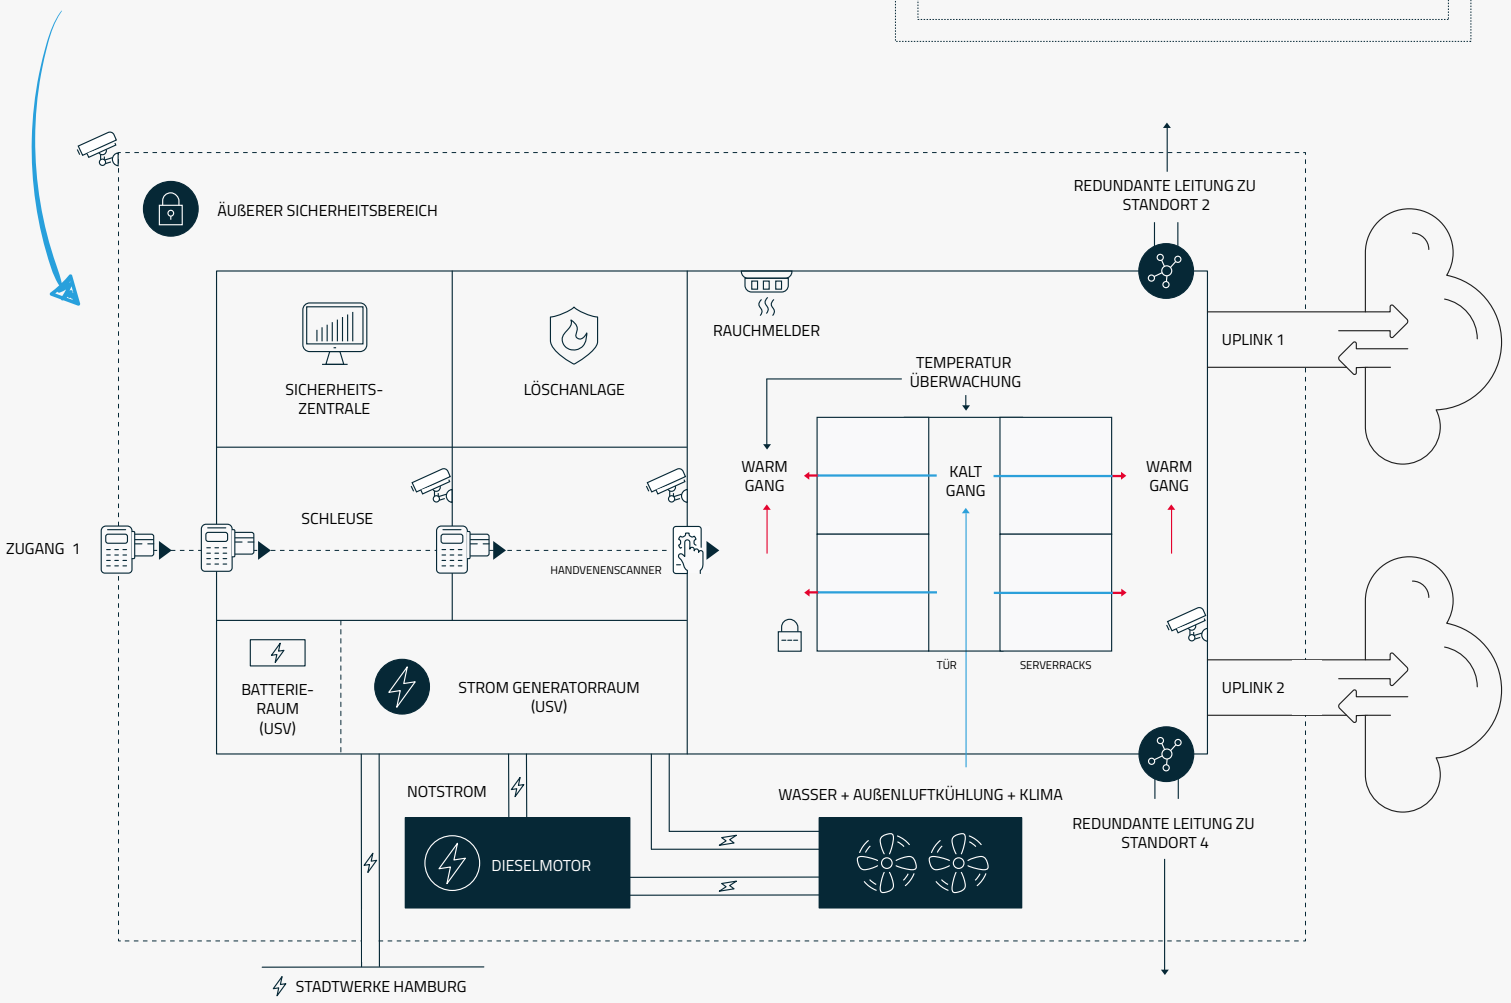 REDUNDANTE LEITUNG ZU
STANDORT 2
ÄUßERER SICHERHEITSBEREICH
RAUCHMELDER
UPLINK 1
TEMPERATUR
ÜBERWACHUNG
SICHERHEITS-
ZENTRALE
LÖSCHANLAGE
WARM
GANG
KALT
GANG
WARM
GANG
SCHLEUSE
ZUGANG 1
HANDVENENSCANNER
TÜR
SERVERRACKS
BATTERIE-
RAUM
(USV)
STROM GENERATORRAUM
(USV)
UPLINK 2
NOTSTROM
WASSER + AUßENLUFTKÜHLUNG + KLIMA
REDUNDANTE LEITUNG ZU
STANDORT 4
DIESELMOTOR
STADTWERKE HAMBURG